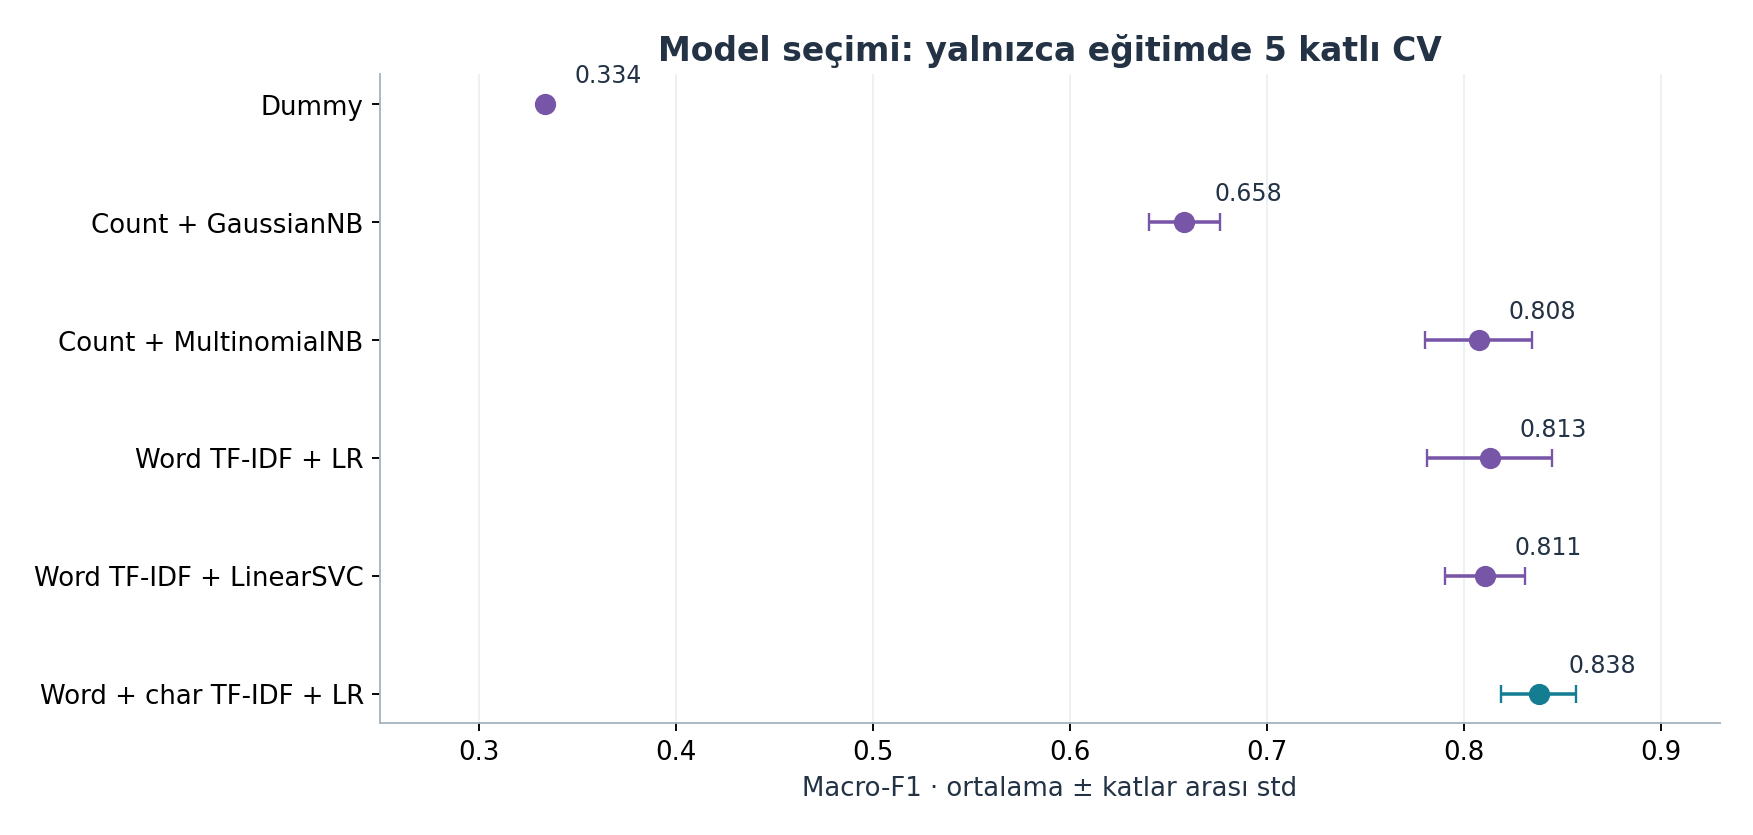 Model seçimi: yalnızca eğitimde 5 katlı CV
Dummy
0.334
Count + GaussianNB
0.658
Count + MultinomialNB
0.808
Word TF-IDF + LR
0.813
Word TF-IDF + LinearSVC
0.811
Word + char TF-IDF + LR
0.838
0.3 0.4 0.5 0.6 0.7 0.8 0.9
Macro-F1 · ortalama ± katlar arası std